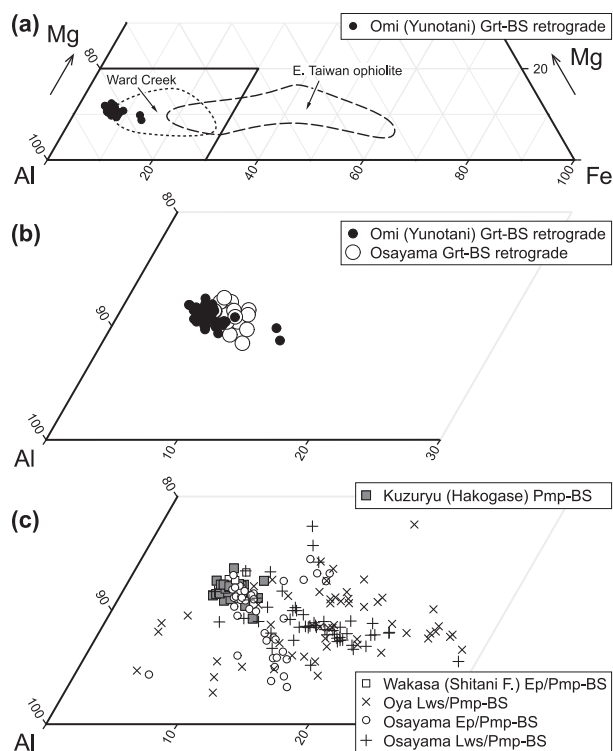 (a)
Mg
80
Ward Creek
E. Taiwan ophiolite
Omi (Yunotani) Grt-BS retrograde
20
Mg
100
Al
20
40
60
80
100
Fe
(b)
80
Omi (Yunotani) Grt-BS retrograde
Osayama Grt-BS retrograde
90
100
Al
10
20
30
(c)
80
Kuzuryu (Hakogase) Pmp-BS
90
100
Al
10
20
Wakasa (Shitani F.) Ep/Pmp-BS
Oya Lws/Pmp-BS
Osayama Ep/Pmp-BS
Osayama Lws/Pmp-BS